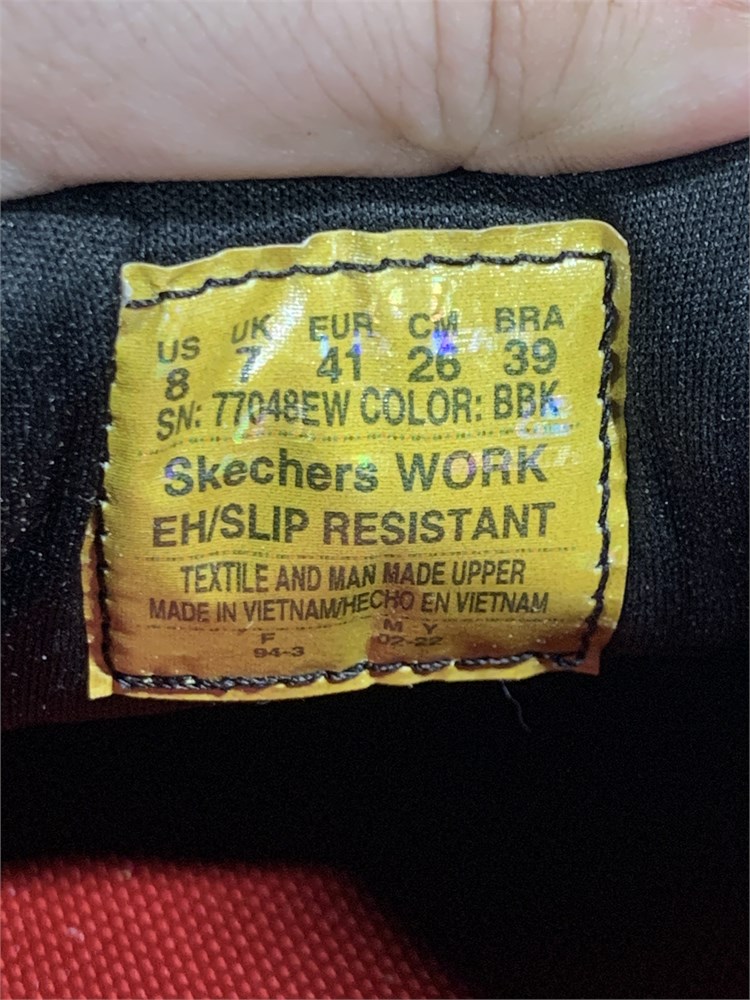 US UK EUR CM BRA
8 7 41 26 39
SN: 77048EW COLOR: BBK
Skechers WORK
EH/SLIP RESISTANT
TEXTILE AND MAN MADE UPPER
MADE IN VIETNAM/HECHO EN VIETNAM
F M Y
94-3 02-22